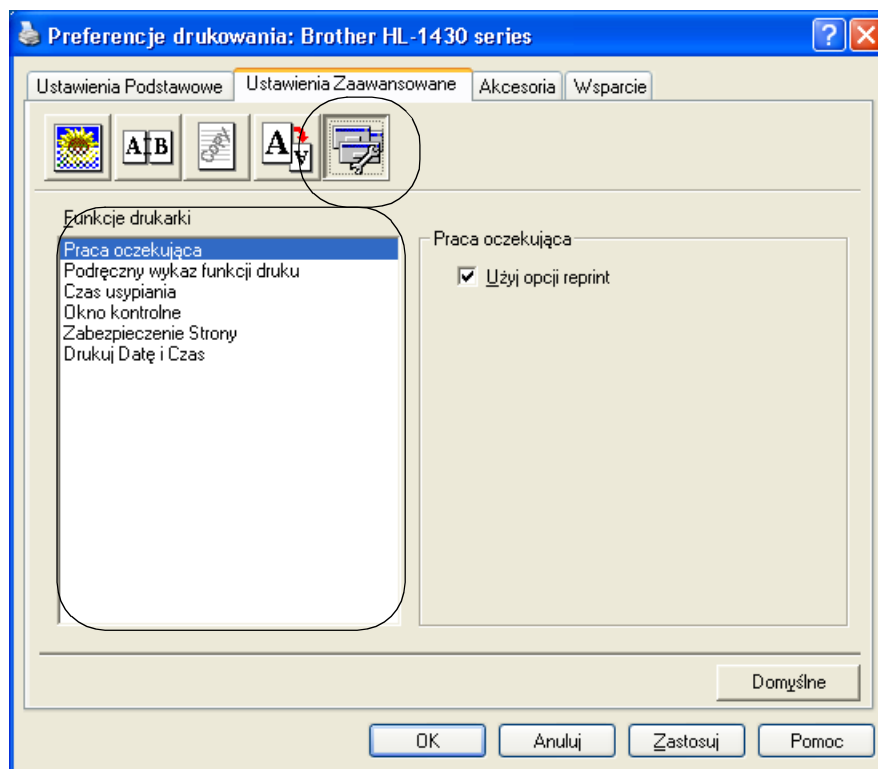 Preferencje drukowania: Brother HL-1430 series
Ustawienia Podstawowe Ustawienia Zaawansowane Akcesoria Wsparcie
A B
Copy
A A
Funkcje drukarki
Praca oczekująca
Podręczny wykaz funkcji druku
Czas usypiania
Okno kontrolne
Zabezpieczenie Strony
Drukuj Datę i Czas
Praca oczekująca
Użyj opcji reprint
Domyślne
OK Anuluj Zastosuj Pomoc